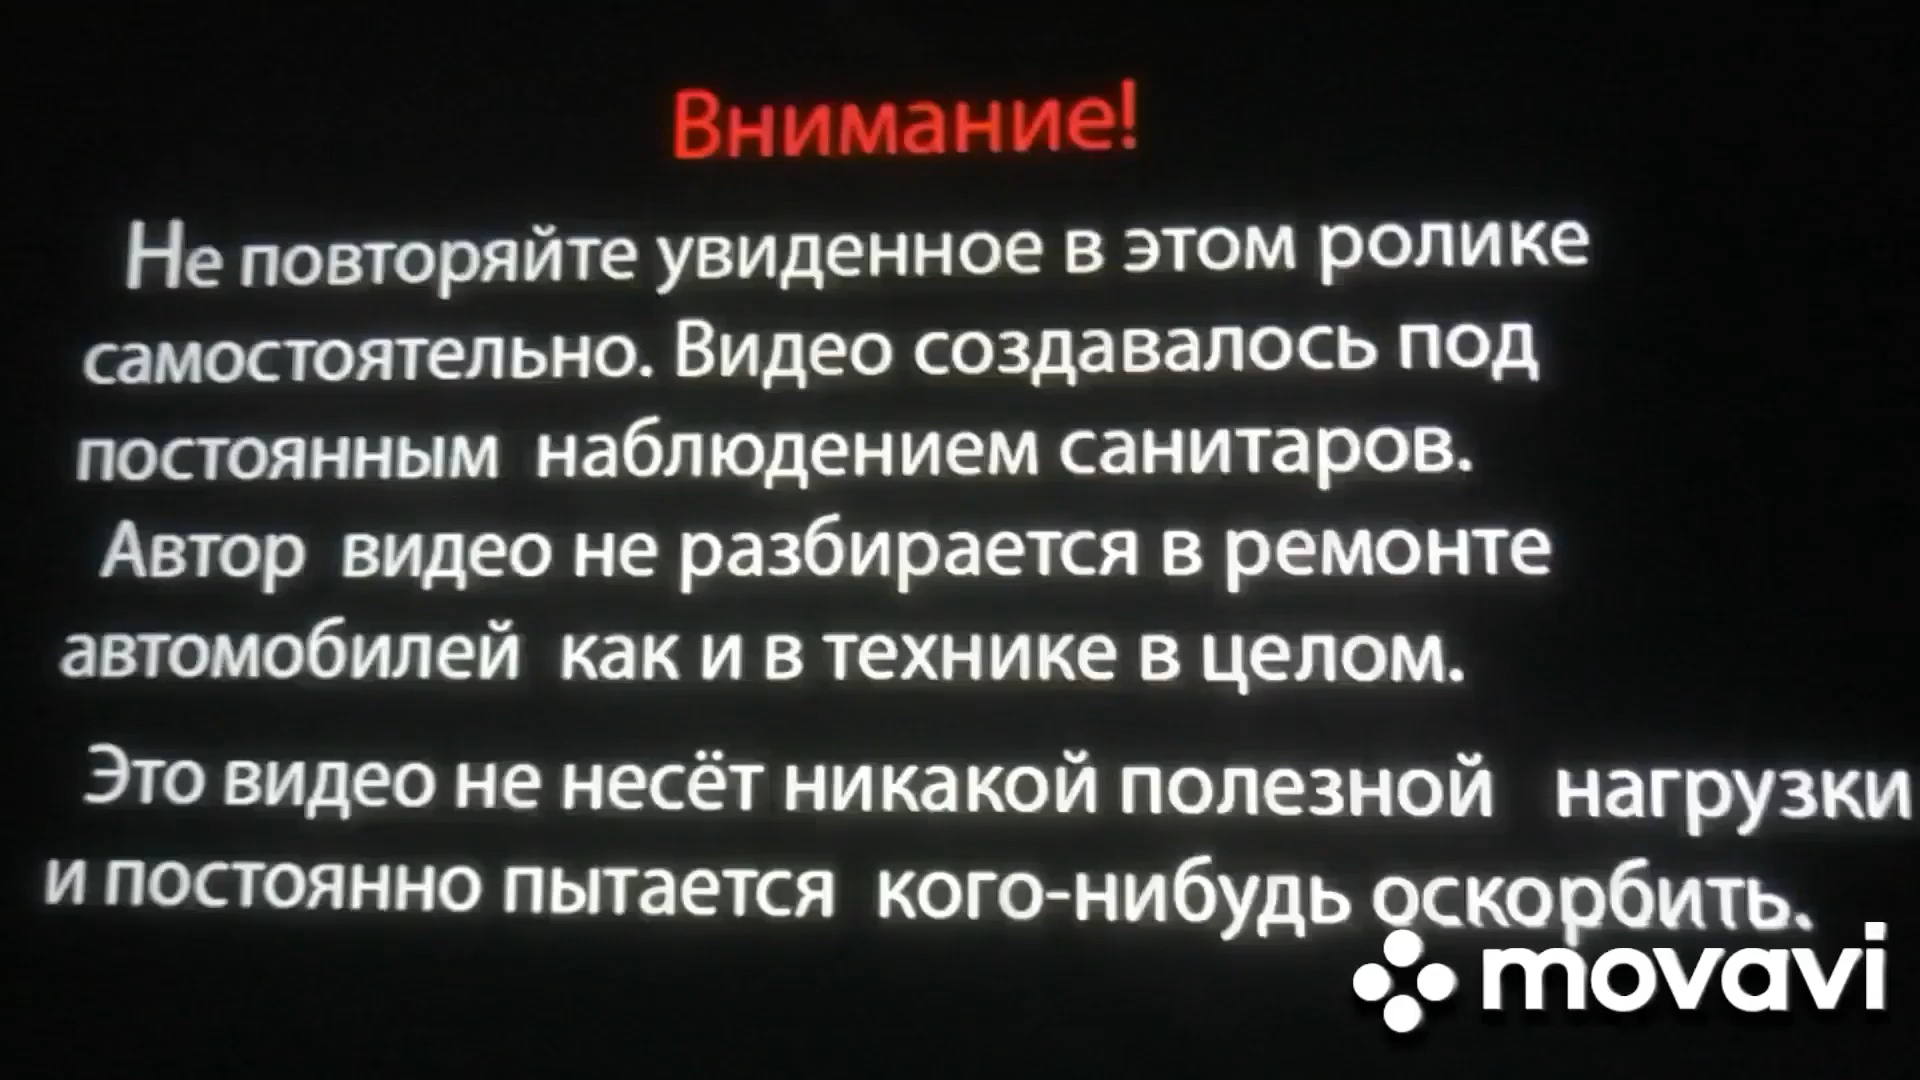 Внимание!
Не повторяйте увиденное в этом ролике
самостоятельно. Видео создавалось под
постоянным наблюдением санитаров.
Автор видео не разбирается в ремонте
автомобилей как и в технике в целом.
Это видео не несёт никакой полезной нагрузки
и постоянно пытается кого-нибудь оскорбить.
movavi